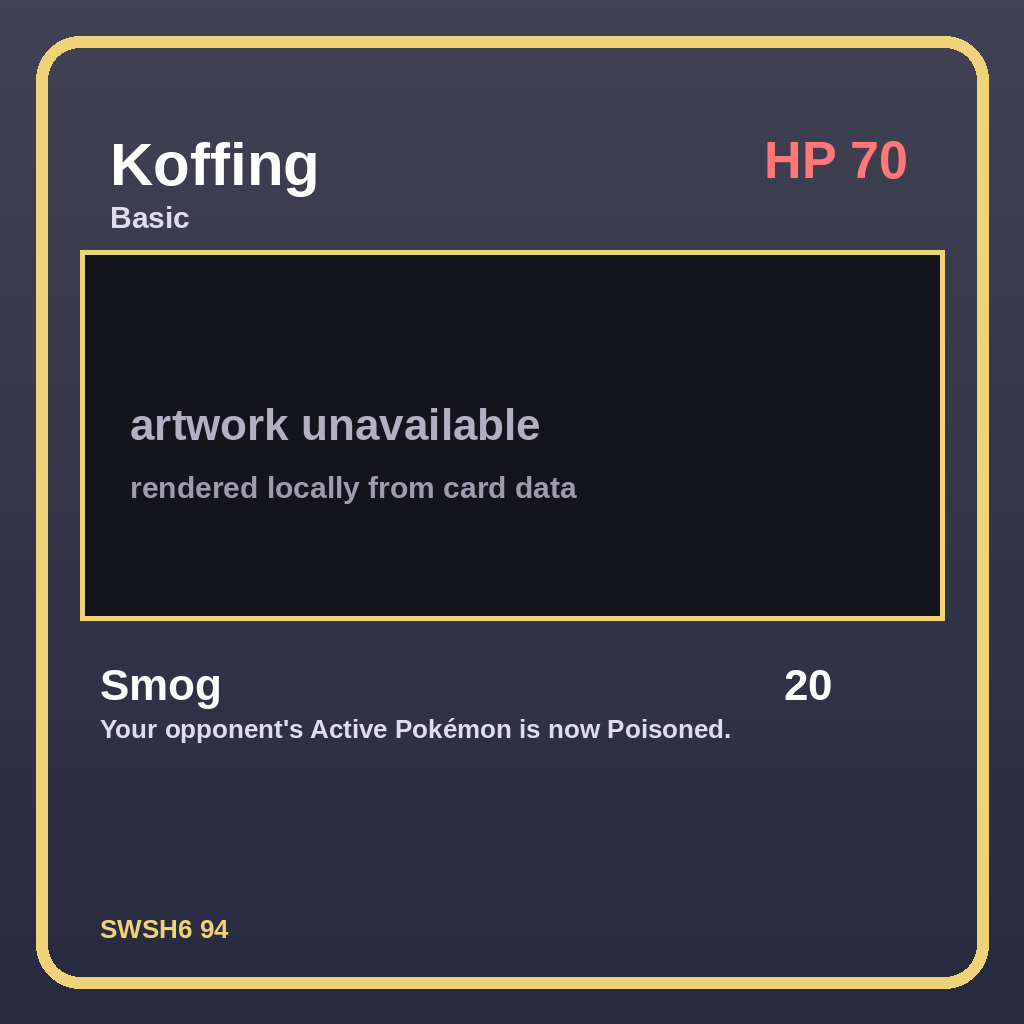 Koffing
HP 70
Basic
artwork unavailable
rendered locally from card data
Smog
20
Your opponent's Active Pokémon is now Poisoned.
SWSH6 94